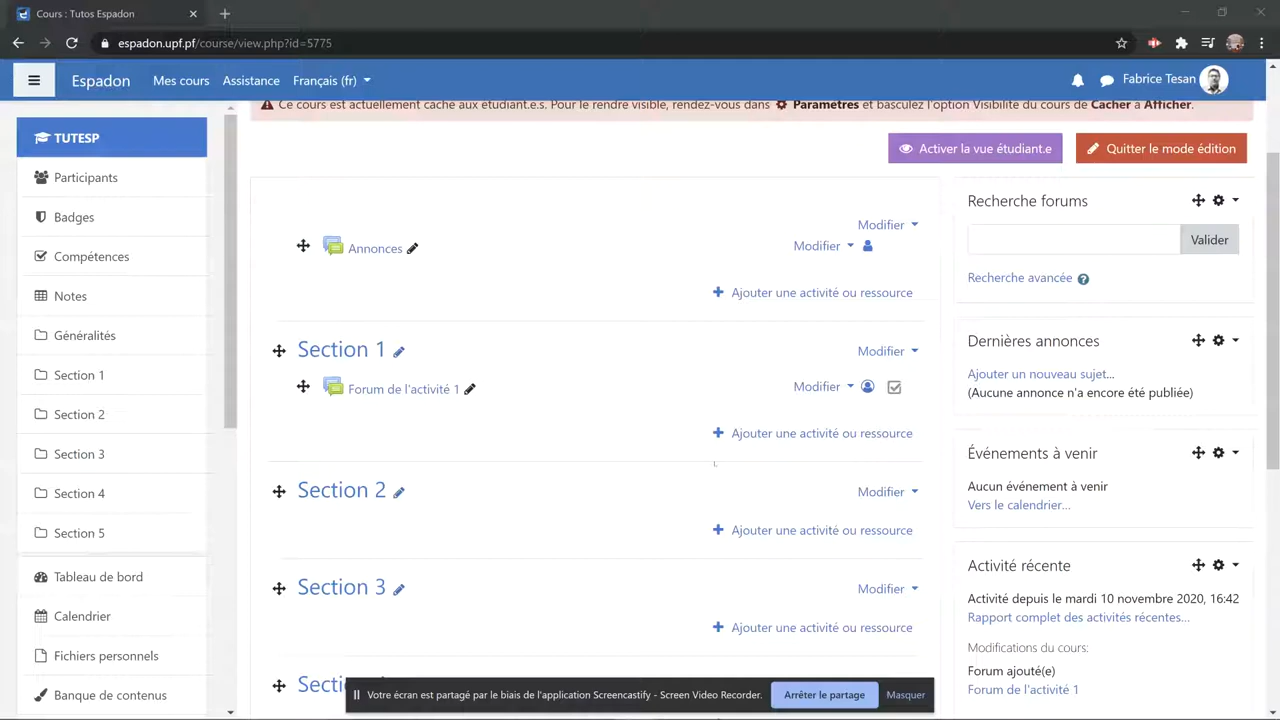 Cours : Tutos Espadon
espadon.upf.pf/course/view.php?id=5775
Espadon Mes cours Assistance Français (fr) Fabrice Tesan
Ce cours est actuellement caché aux étudiant.e.s. Pour le rendre visible, rendez-vous dans Paramètres et basculez l'option Visibilité du cours de Cacher à Afficher.
TUTESP
Participants
Badges
Compétences
Notes
Généralités
Section 1
Section 2
Section 3
Section 4
Section 5
Tableau de bord
Calendrier
Fichiers personnels
Banque de contenus
Activer la vue étudiant.e
Quitter le mode édition
Modifier
Annonces
Modifier
Ajouter une activité ou ressource
Section 1
Modifier
Forum de l'activité 1
Modifier
Ajouter une activité ou ressource
Section 2
Modifier
Ajouter une activité ou ressource
Section 3
Modifier
Ajouter une activité ou ressource
Recherche forums
Valider
Recherche avancée
Dernières annonces
Ajouter un nouveau sujet...
(Aucune annonce n'a encore été publiée)
Événements à venir
Aucun événement à venir
Vers le calendrier...
Activité récente
Activité depuis le mardi 10 novembre 2020, 16:42
Rapport complet des activités récentes...
Modifications du cours:
Forum ajouté(e)
Forum de l'activité 1
Votre écran est partagé par le biais de l'application Screencastify - Screen Video Recorder.
Arrêter le partage
Masquer